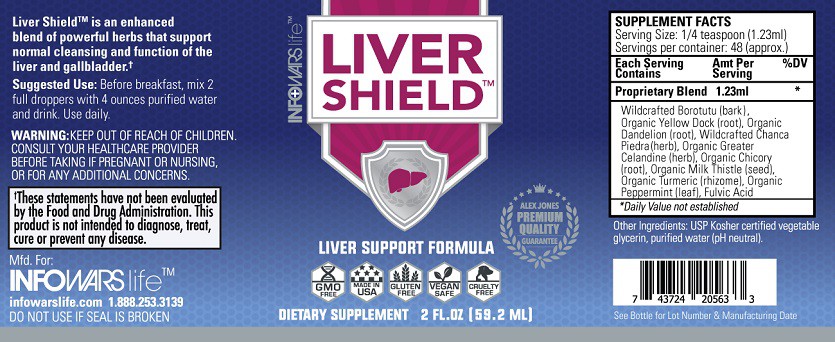 Liver Shield™ is an enhanced
blend of powerful herbs that support
normal cleansing and function of the
liver and gallbladder.†
Suggested Use: Before breakfast, mix 2
full droppers with 4 ounces purified water
and drink. Use daily.
WARNING: KEEP OUT OF REACH OF CHILDREN.
CONSULT YOUR HEALTHCARE PROVIDER
BEFORE TAKING IF PREGNANT OR NURSING,
OR FOR ANY ADDITIONAL CONCERNS.
†These statements have not been evaluated
by the Food and Drug Administration. This
product is not intended to diagnose, treat,
cure or prevent any disease.
Mfd. For:
INFOWARS life™
infowarslife.com 1.888.253.3139
DO NOT USE IF SEAL IS BROKEN
INFOWARS life™
LIVER
SHIELD™
ALEX JONES
PREMIUM
QUALITY
GUARANTEE
LIVER SUPPORT FORMULA
GMO
FREE
MADE IN
USA
GLUTEN
FREE
VEGAN
SAFE
CRUELTY
FREE
DIETARY SUPPLEMENT 2 FL.OZ (59.2 ML)
SUPPLEMENT FACTS
Serving Size: 1/4 teaspoon (1.23ml)
Servings per container: 48 (approx.)
Each Serving Contains Amt Per Serving %DV
Proprietary Blend 1.23ml *
Wildcrafted Borotutu (bark),
Organic Yellow Dock (root), Organic
Dandelion (root), Wildcrafted Chanca
Piedra(herb), Organic Greater
Celandine (herb), Organic Chicory
(root), Organic Milk Thistle (seed),
Organic Turmeric (rhizome), Organic
Peppermint (leaf), Fulvic Acid
*Daily Value not established
Other Ingredients: USP Kosher certified vegetable
glycerin, purified water (pH neutral).
7 43724 20563 3
See Bottle for Lot Number & Manufacturing Date